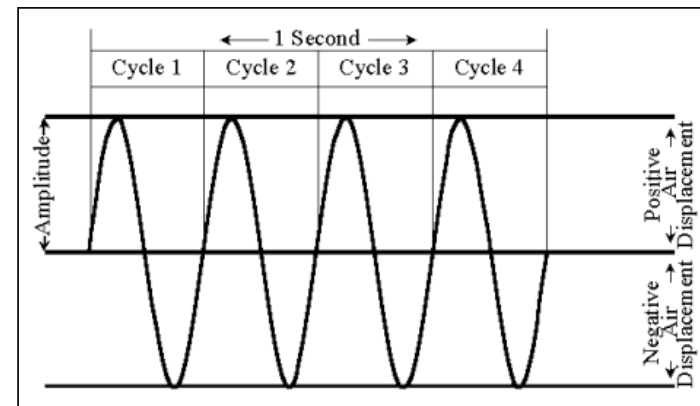 1 Second
Cycle 1 Cycle 2 Cycle 3 Cycle 4
Amplitude
Positive
Air
Displacement
Negative
Air
Displacement